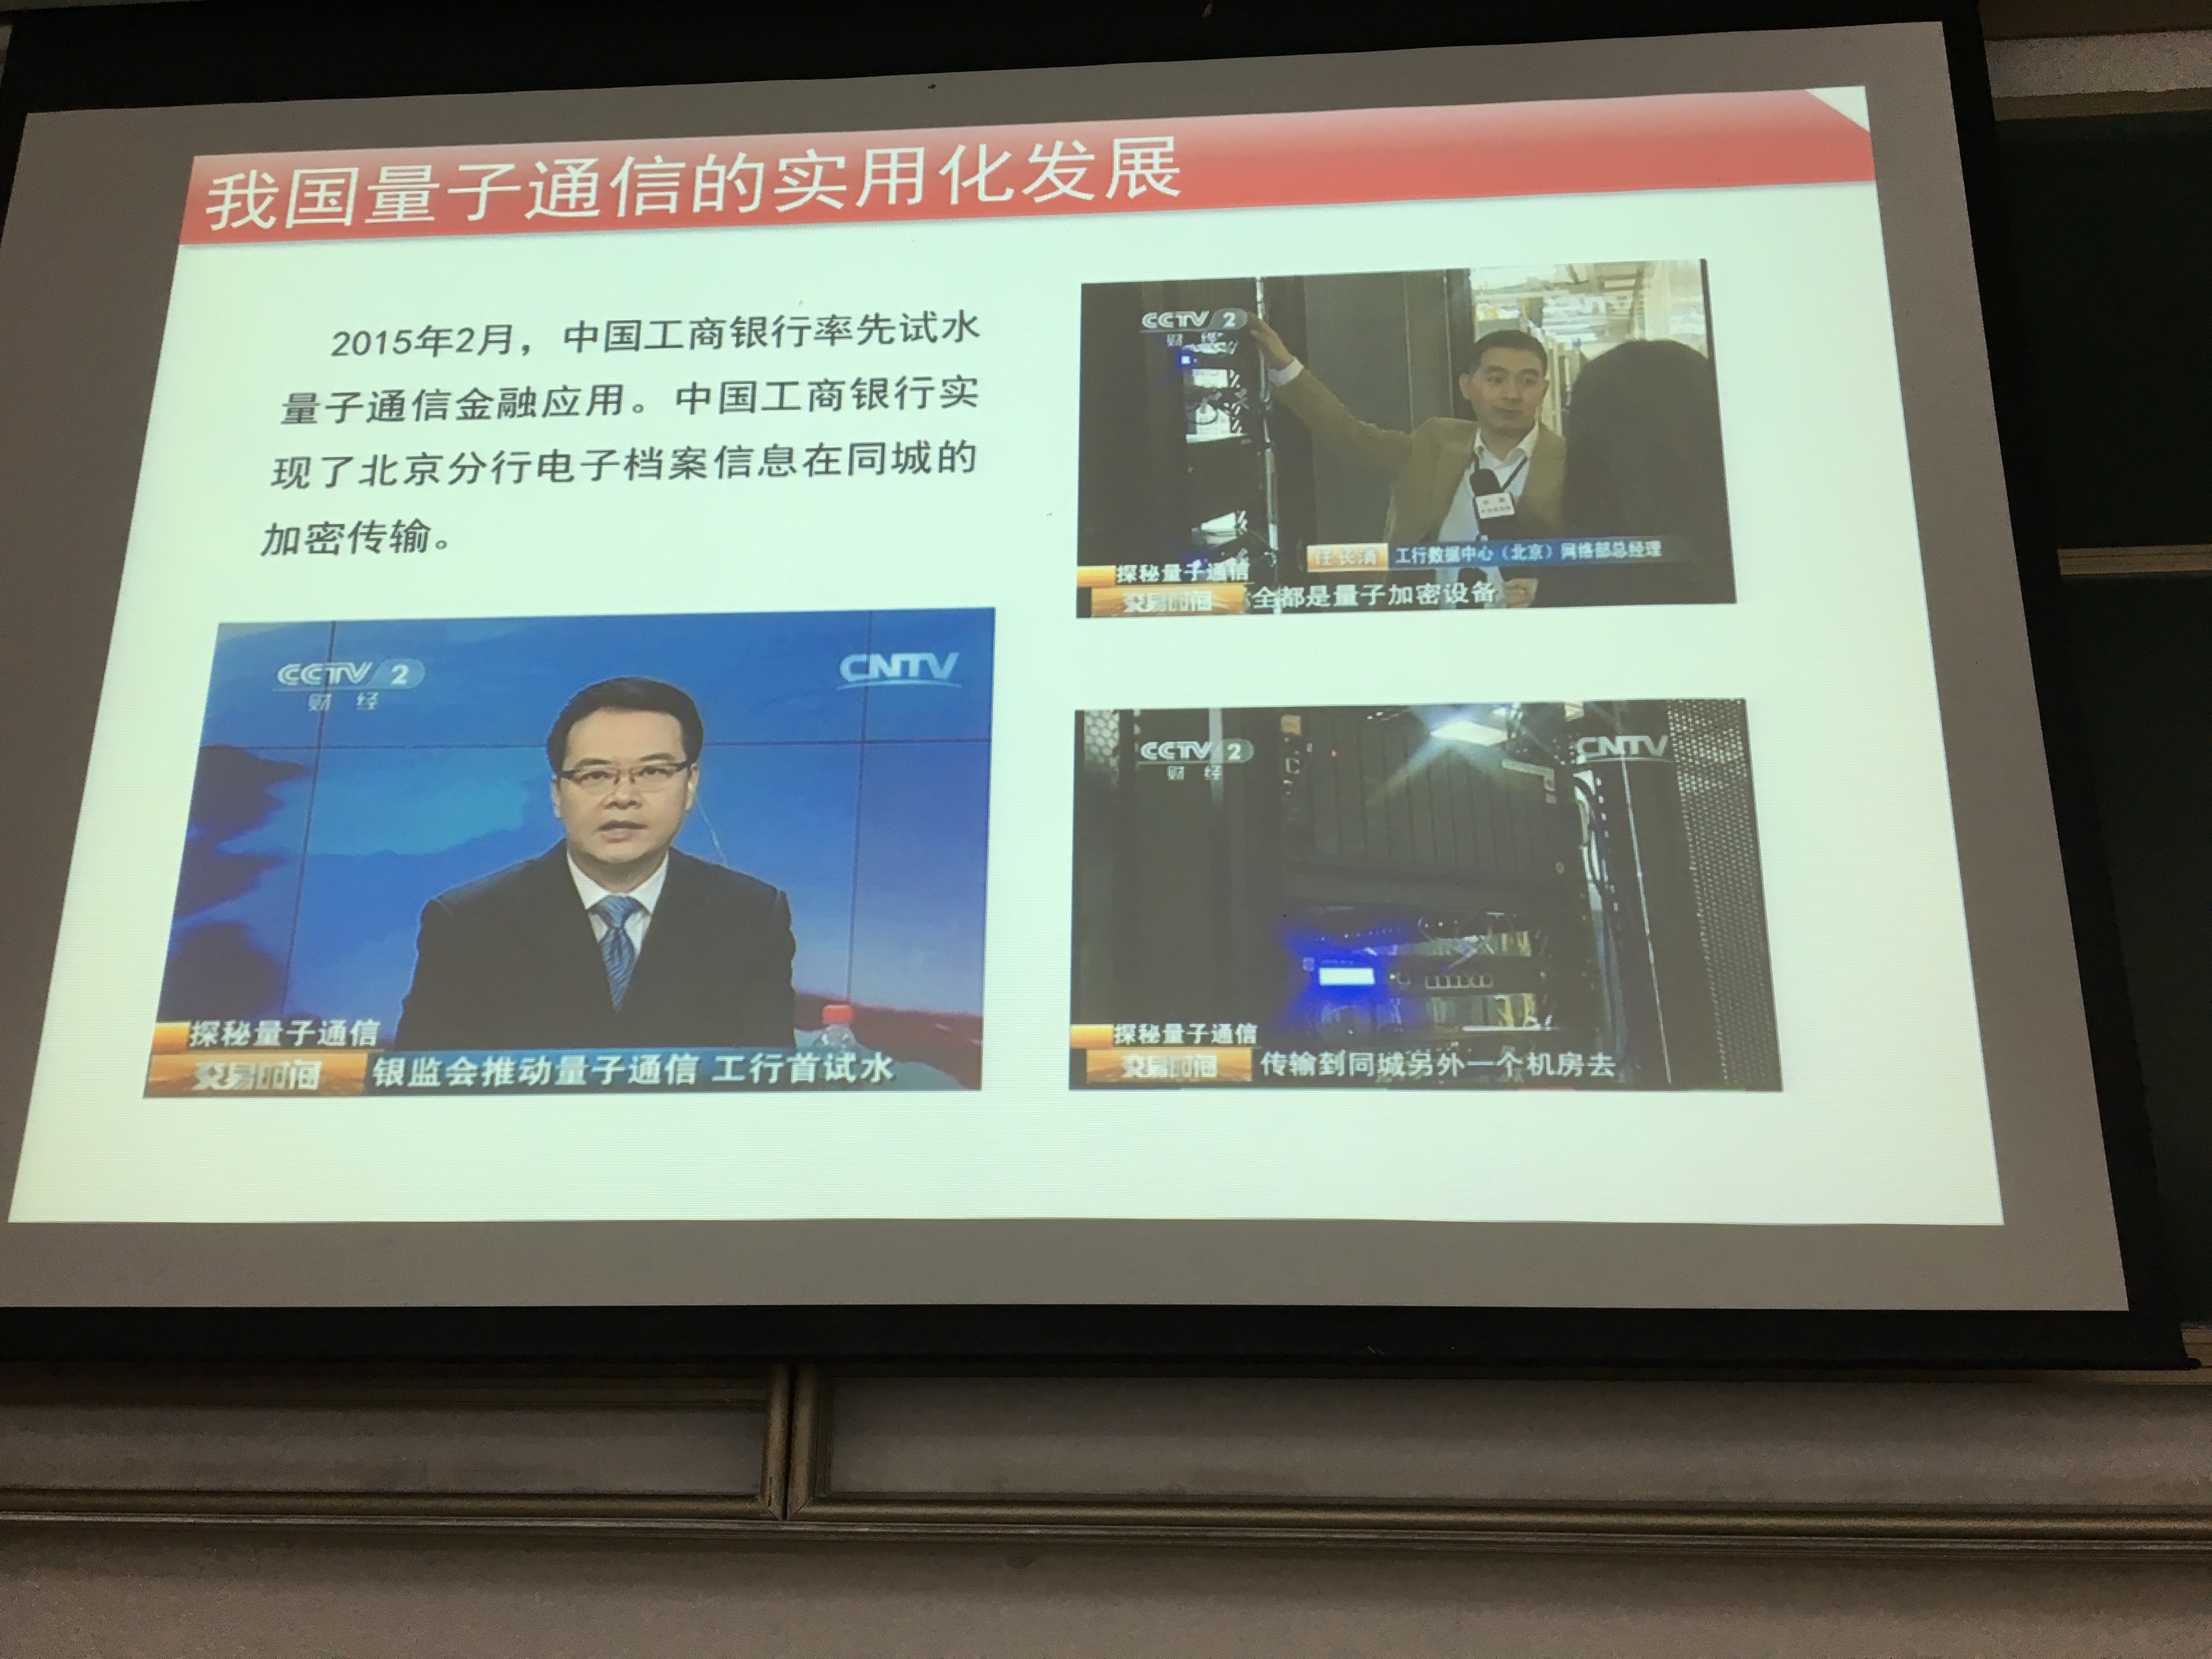 我国量子通信的实用化发展
2015年2月，中国工商银行率先试水
量子通信金融应用。中国工商银行实
现了北京分行电子档案信息在同城的
加密传输。
CCTV 2
财 经
任长清 工行数据中心（北京）网络部总经理
探秘量子通信
交易时间 全都是量子加密设备
CCTV 2
财 经
CNTV
探秘量子通信
交易时间 银监会推动量子通信 工行首试水
CCTV 2
财 经
CNTV
探秘量子通信
交易时间 传输到同城另外一个机房去